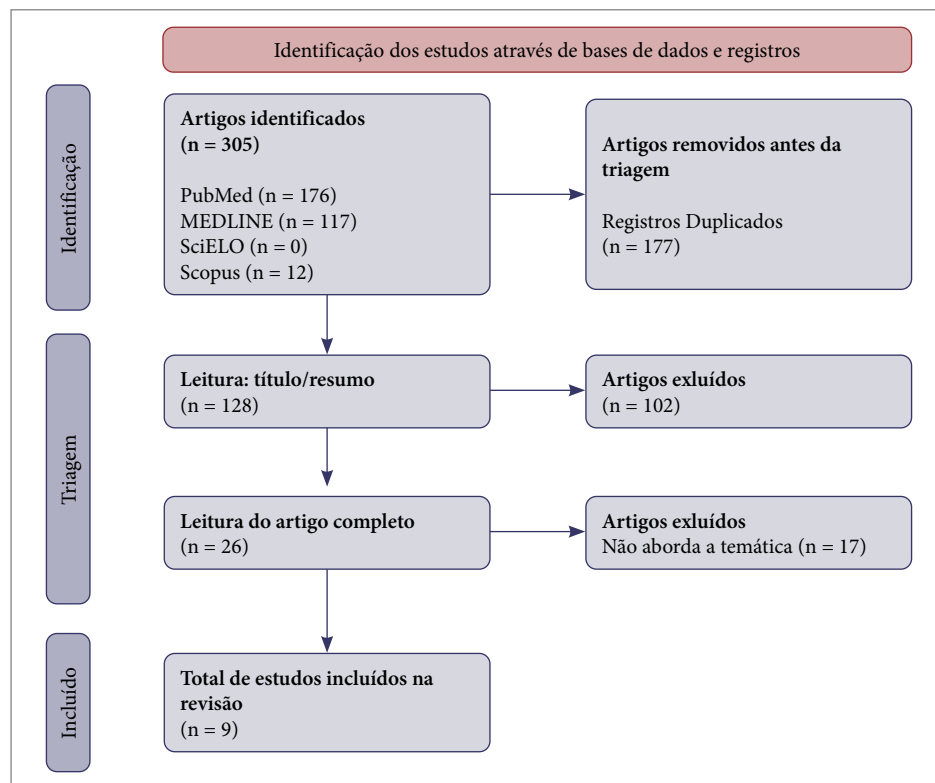 Identificação dos estudos através de bases de dados e registros
Identificação
Artigos identificados
(n = 305)
PubMed (n = 176)
MEDLINE (n = 117)
SciELO (n = 0)
Scopus (n = 12)
Artigos removidos antes da
triagem
Registros Duplicados
(n = 177)
Triagem
Leitura: título/resumo
(n = 128)
Artigos exluídos
(n = 102)
Leitura do artigo completo
(n = 26)
Artigos exluídos
Não aborda a temática (n = 17)
Incluído
Total de estudos incluídos na
revisão
(n = 9)